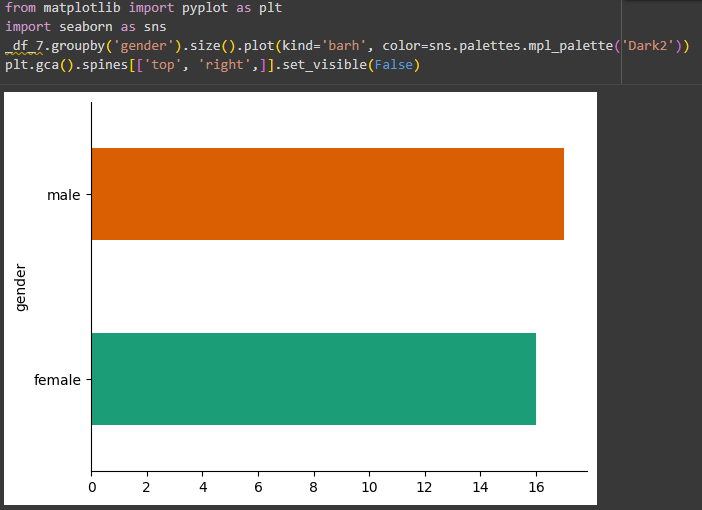 from matplotlib import pyplot as plt
import seaborn as sns
_df_7.groupby('gender').size().plot(kind='barh', color=sns.palettes.mpl_palette('Dark2'))
plt.gca().spines[['top', 'right',]].set_visible(False)
male
gender
female
0 2 4 6 8 10 12 14 16